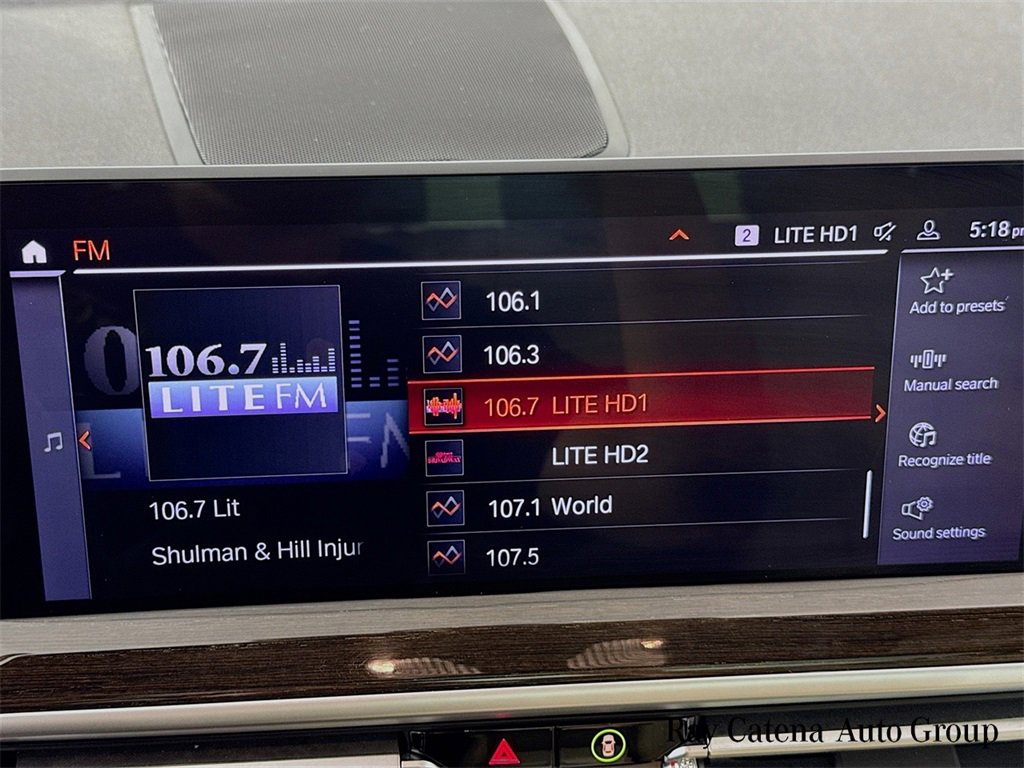 FM
2 LITE HD1
5:18 pm
106.7
LITE FM
106.7 Lit
Shulman & Hill Injur
106.1
106.3
106.7 LITE HD1
LITE HD2
107.1 World
107.5
Add to presets
Manual search
Recognize title
Sound settings
Ray Catena Auto Group